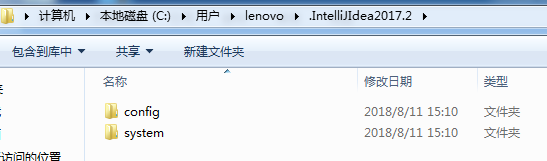 计算机 ▸ 本地磁盘 (C:) ▸ 用户 ▸ lenovo ▸ .IntelliJIdea2017.2 ▸
包含到库中 共享 新建文件夹
名称 修改日期 类型
config 2018/8/11 15:10 文件夹
system 2018/8/11 15:10 文件夹
访问的位置